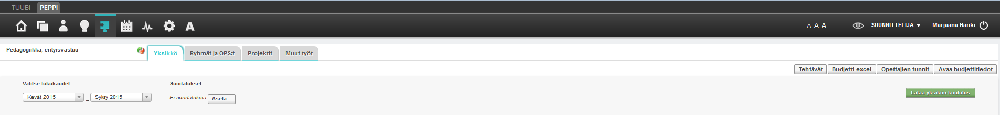 TUUBI PEPPI
A A A SUUNNITTELIJA Marjaana Hanki
Pedagogiikka, erityisvastuu Yksikkö Ryhmät ja OPS:t Projektit Muut työt
Tehtävät Budjetti-excel Opettajien tunnit Avaa budjettitiedot
Valitse lukukaudet Suodatukset
Kevät 2015 - Syksy 2015 Ei suodatuksia Aseta... Lataa yksikön koulutus